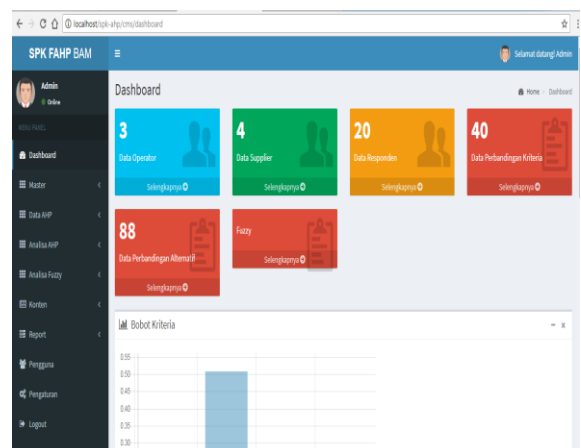 localhost/spk-ahp/cms/dashboard
SPK FAHP BAM
Selamat datang! Admin
Admin
Online
MENU PANEL
Dashboard
Home > Dashboard
3
Data Operator
Selengkapnya
4
Data Supplier
Selengkapnya
20
Data Responden
Selengkapnya
40
Data Perbandingan Kriteria
Selengkapnya
88
Data Perbandingan Alternatif
Selengkapnya
Fuzzy
Selengkapnya
Dashboard
Master
Data AHP
Analisa AHP
Analisa Fuzzy
Konten
Report
Pengguna
Pengaturan
Logout
Bobot Kriteria
0.55
0.50
0.45
0.40
0.35
0.30